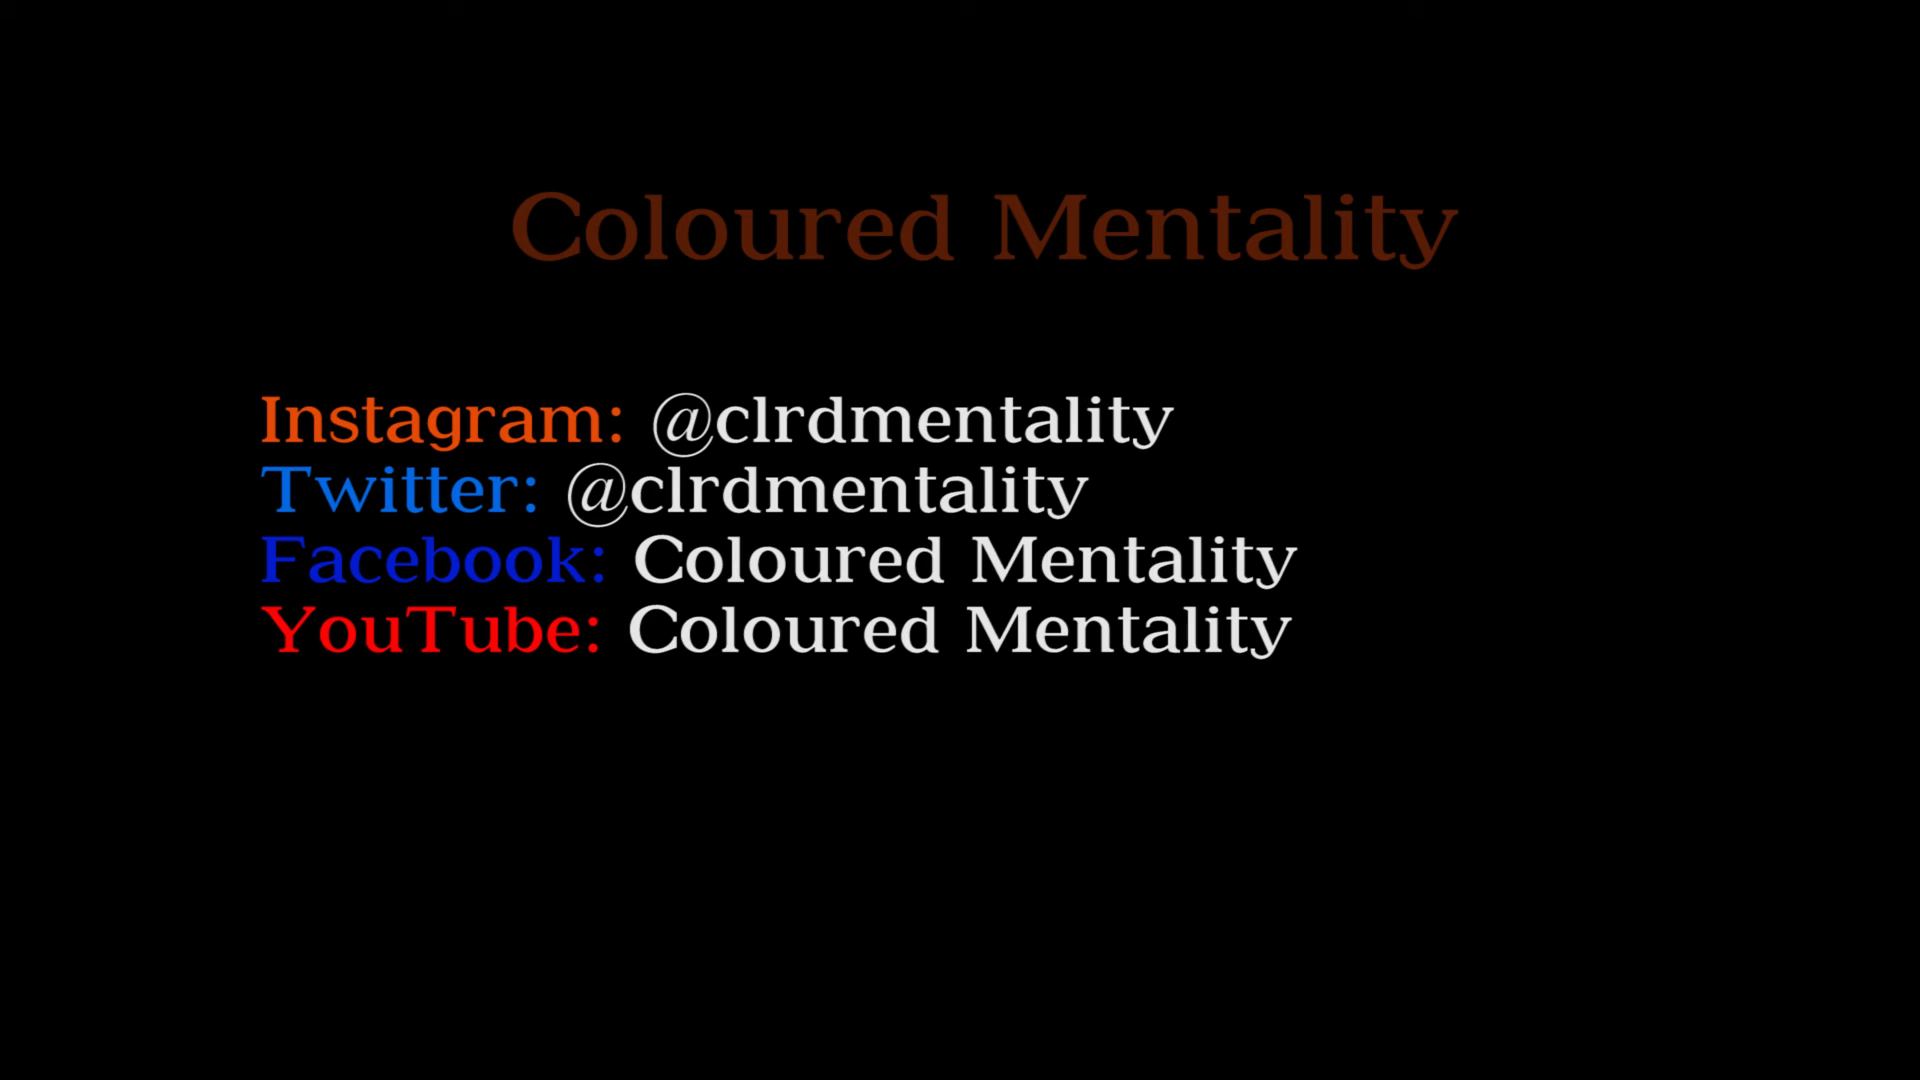 Coloured Mentality
Instagram: @clrdmentality
Twitter: @clrdmentality
Facebook: Coloured Mentality
YouTube: Coloured Mentality